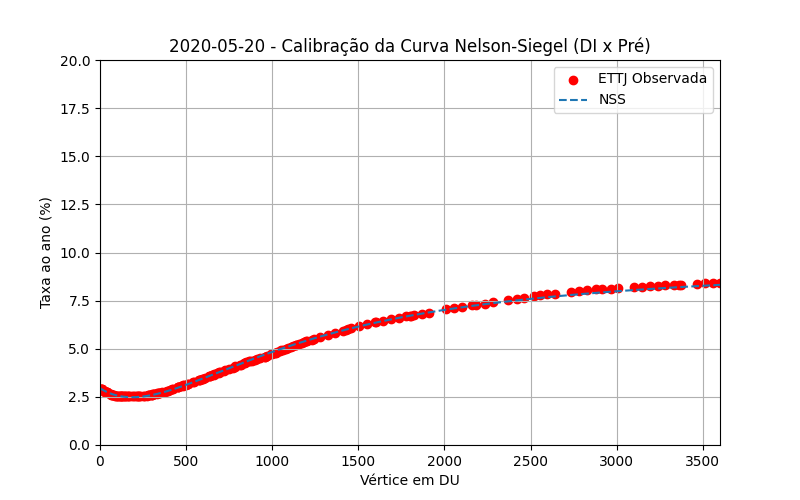 2020-05-20 - Calibração da Curva Nelson-Siegel (DI x Pré)
20.0
17.5
15.0
12.5
10.0
7.5
5.0
2.5
0.0
Taxa ao ano (%)
ETTJ Observada
NSS
0 500 1000 1500 2000 2500 3000 3500
Vértice em DU